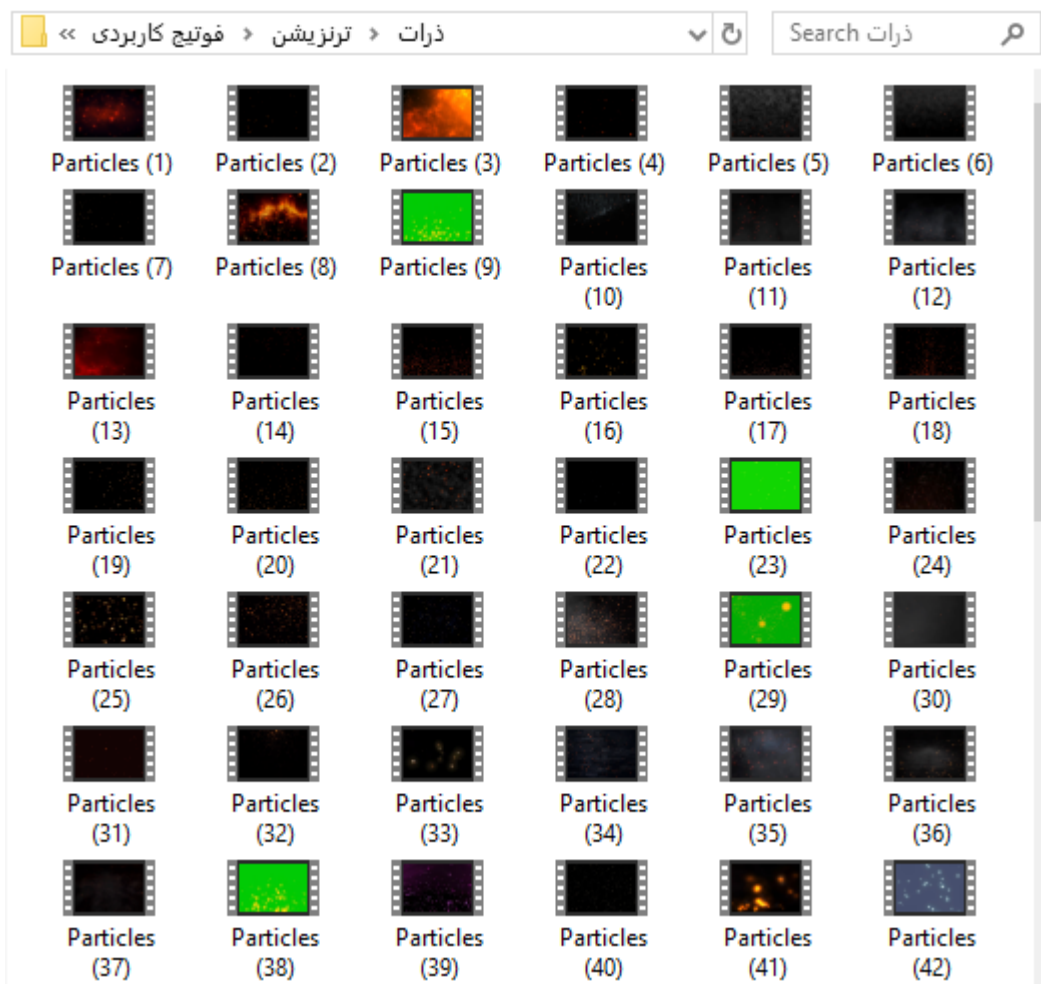 « فوتیج کاربردی › ترنزیشن › ذرات
Search ذرات
Particles (1)
Particles (2)
Particles (3)
Particles (4)
Particles (5)
Particles (6)
Particles (7)
Particles (8)
Particles (9)
Particles
(10)
Particles
(11)
Particles
(12)
Particles
(13)
Particles
(14)
Particles
(15)
Particles
(16)
Particles
(17)
Particles
(18)
Particles
(19)
Particles
(20)
Particles
(21)
Particles
(22)
Particles
(23)
Particles
(24)
Particles
(25)
Particles
(26)
Particles
(27)
Particles
(28)
Particles
(29)
Particles
(30)
Particles
(31)
Particles
(32)
Particles
(33)
Particles
(34)
Particles
(35)
Particles
(36)
Particles
(37)
Particles
(38)
Particles
(39)
Particles
(40)
Particles
(41)
Particles
(42)